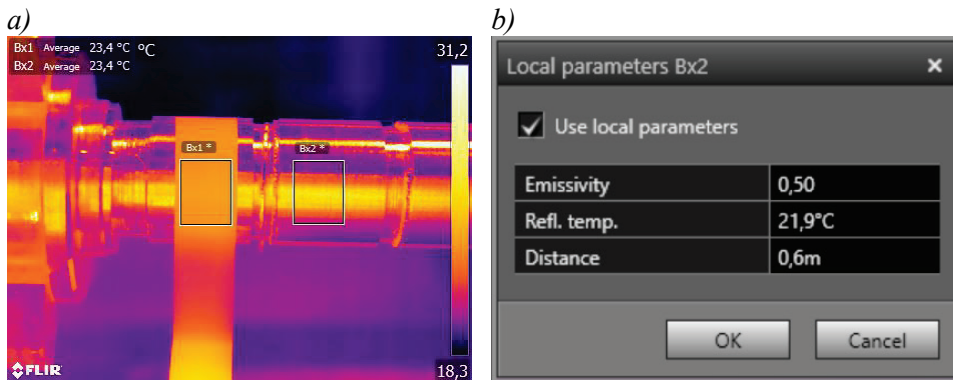 a)
Bx1 Average 23,4 °C °C
Bx2 Average 23,4 °C
31,2
Bx1 *
Bx2 *
FLIR
18,3
b)
Local parameters Bx2
Use local parameters
Emissivity 0,50
Refl. temp. 21,9°C
Distance 0,6m
OK Cancel